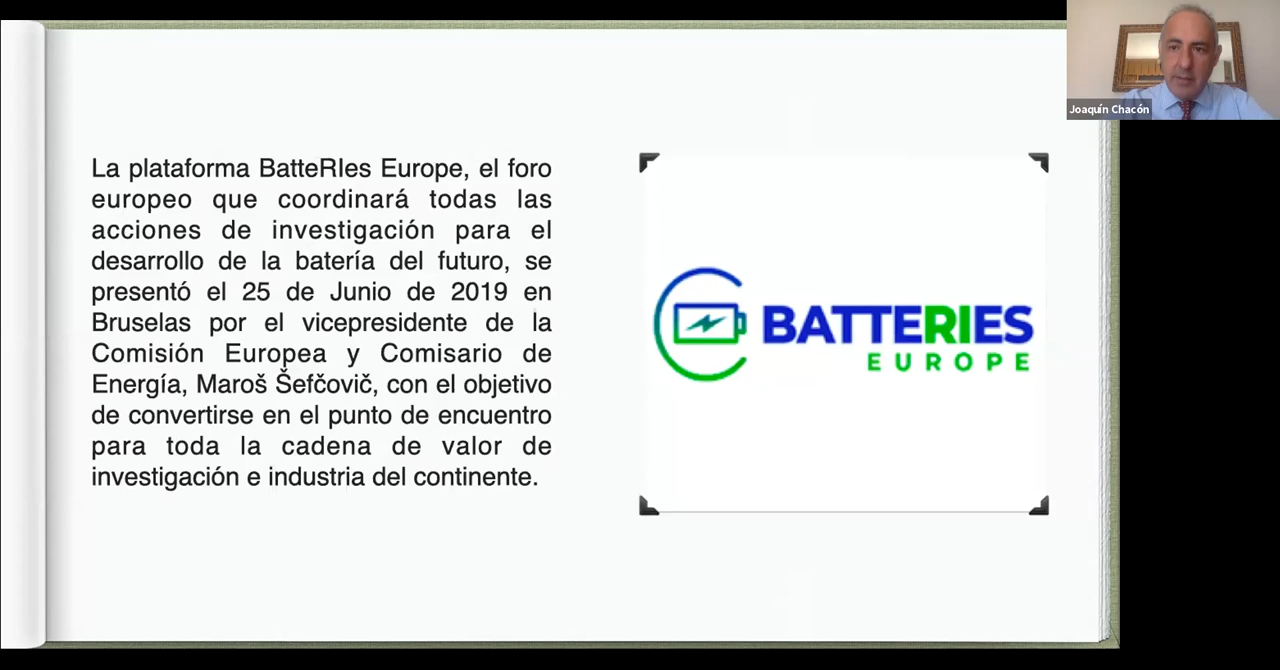 La plataforma BatteRIes Europe, el foro
europeo que coordinará todas las
acciones de investigación para el
desarrollo de la batería del futuro, se
presentó el 25 de Junio de 2019 en
Bruselas por el vicepresidente de la
Comisión Europea y Comisario de
Energía, Maroš Šefčovič, con el objetivo
de convertirse en el punto de encuentro
para toda la cadena de valor de
investigación e industria del continente.
BATTERIES
EUROPE
Joaquín Chacón